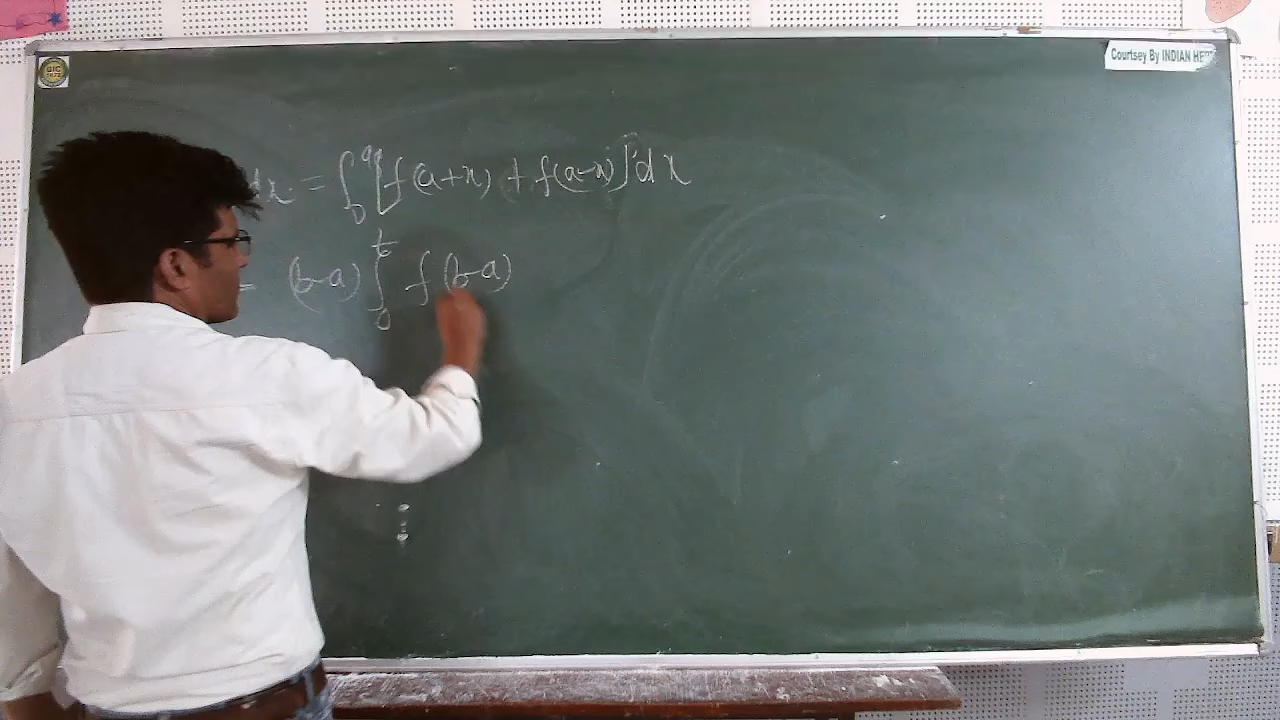 Courtsey By INDIAN HE
dx = ∫₀ᵃ [f(a+x) + f(a-x)] dx
= (b-a) ∫₀ f(b-a)